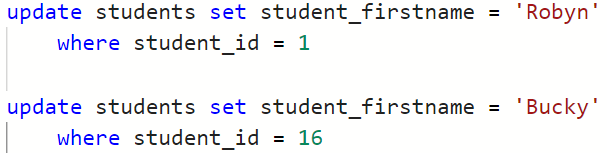 update students set student_firstname = 'Robyn'
where student_id = 1
update students set student_firstname = 'Bucky'
where student_id = 16